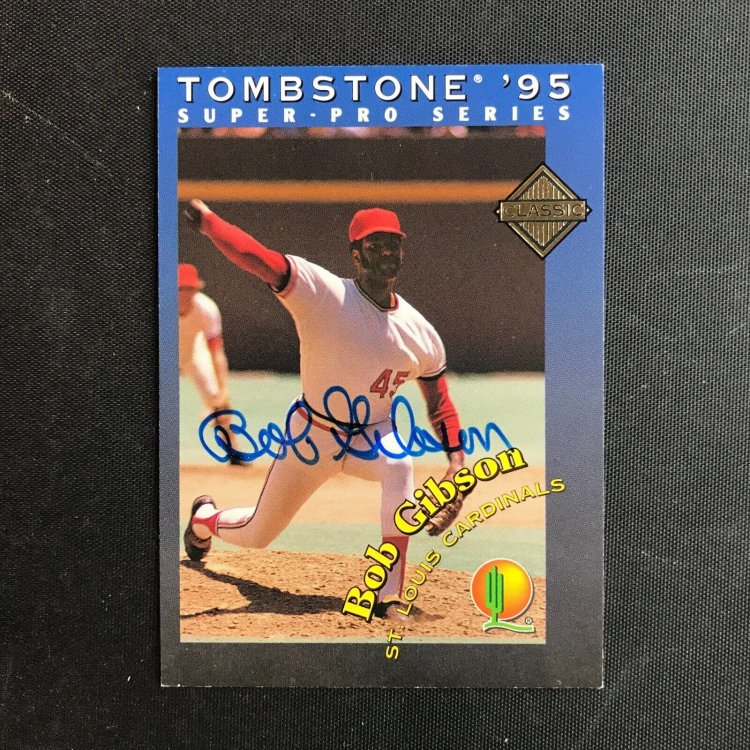 TOMBSTONE® '95
SUPER-PRO SERIES
CLASSIC
45
Bob Gibson
Bob Gibson
ST. LOUIS CARDINALS